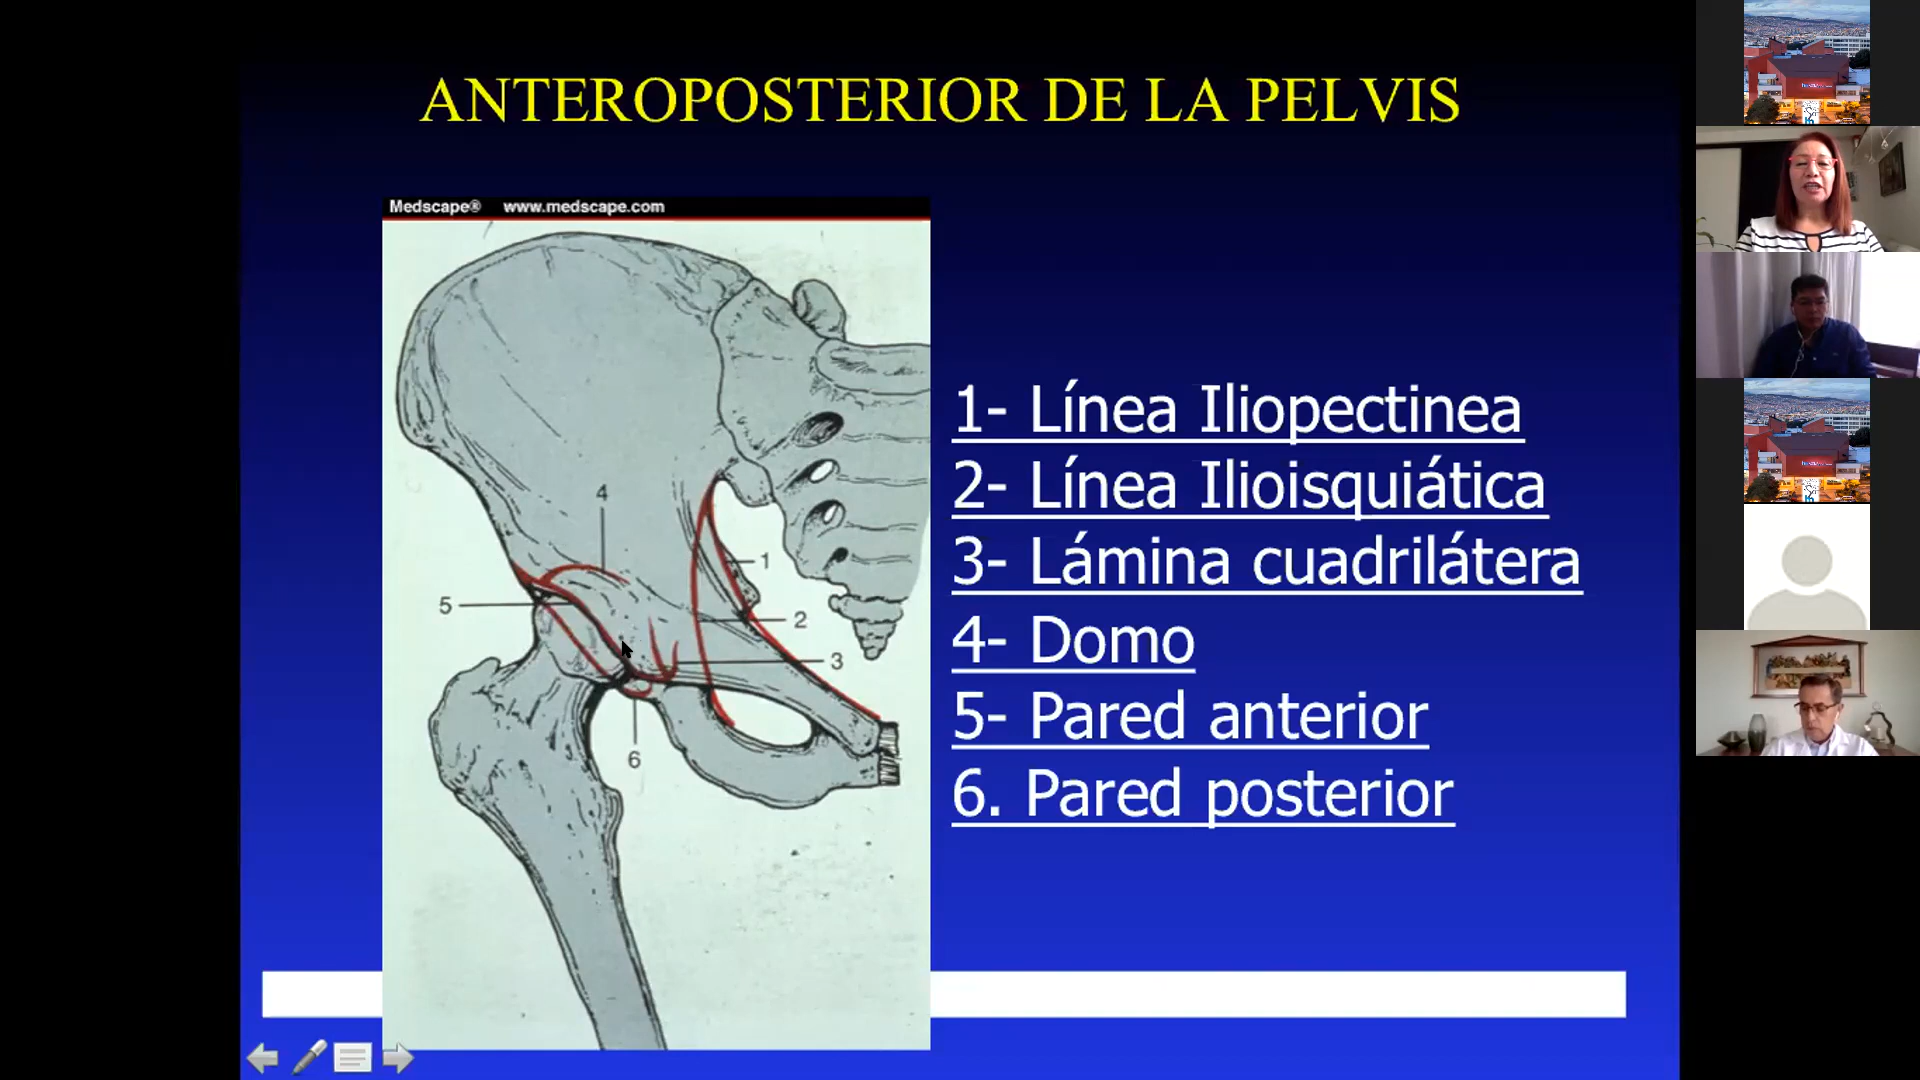 ANTEROPOSTERIOR DE LA PELVIS
Medscape® www.medscape.com
4
1
5
2
3
6
1- Línea Iliopectinea
2- Línea Ilioisquiática
3- Lámina cuadrilátera
4- Domo
5- Pared anterior
6. Pared posterior